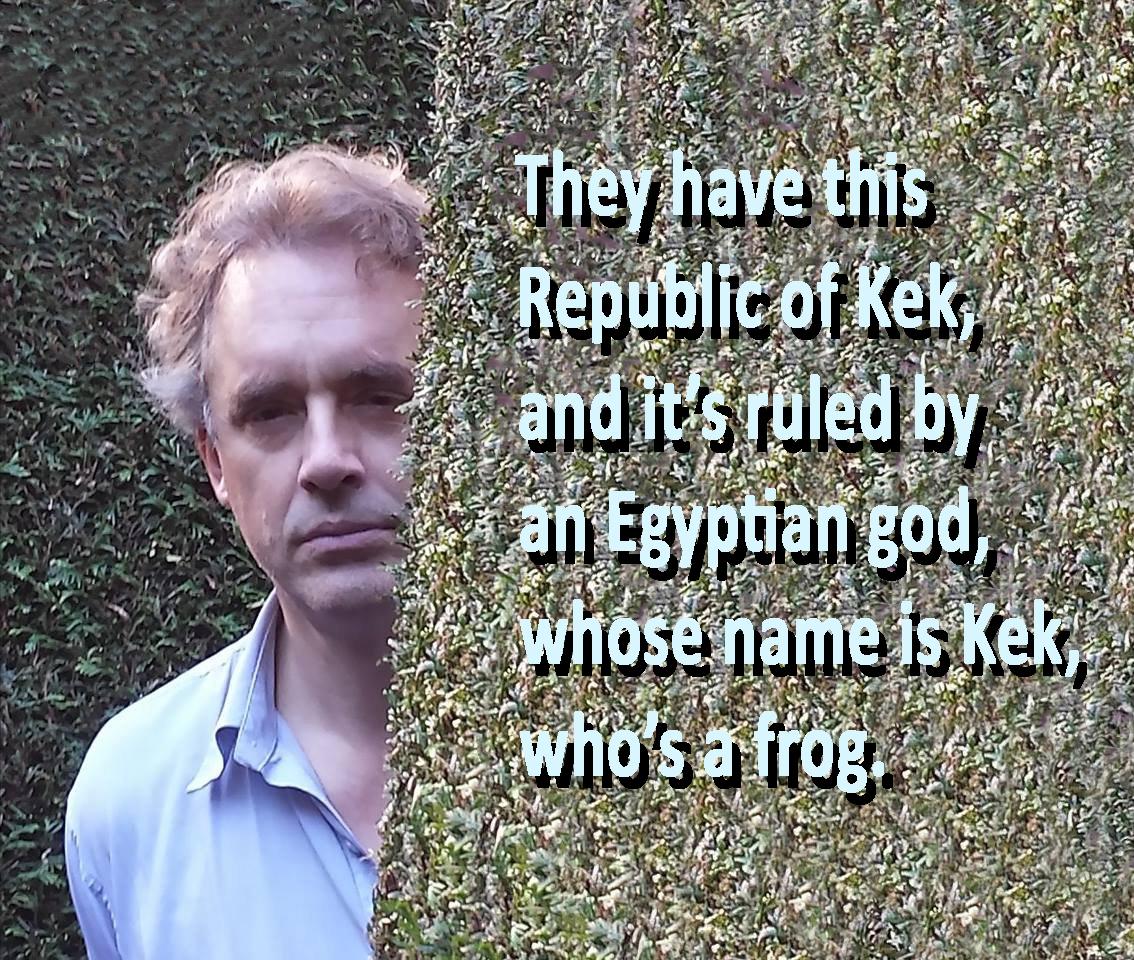 They have this
Republic of Kek,
and it’s ruled by
an Egyptian god,
whose name is Kek,
who’s a frog.